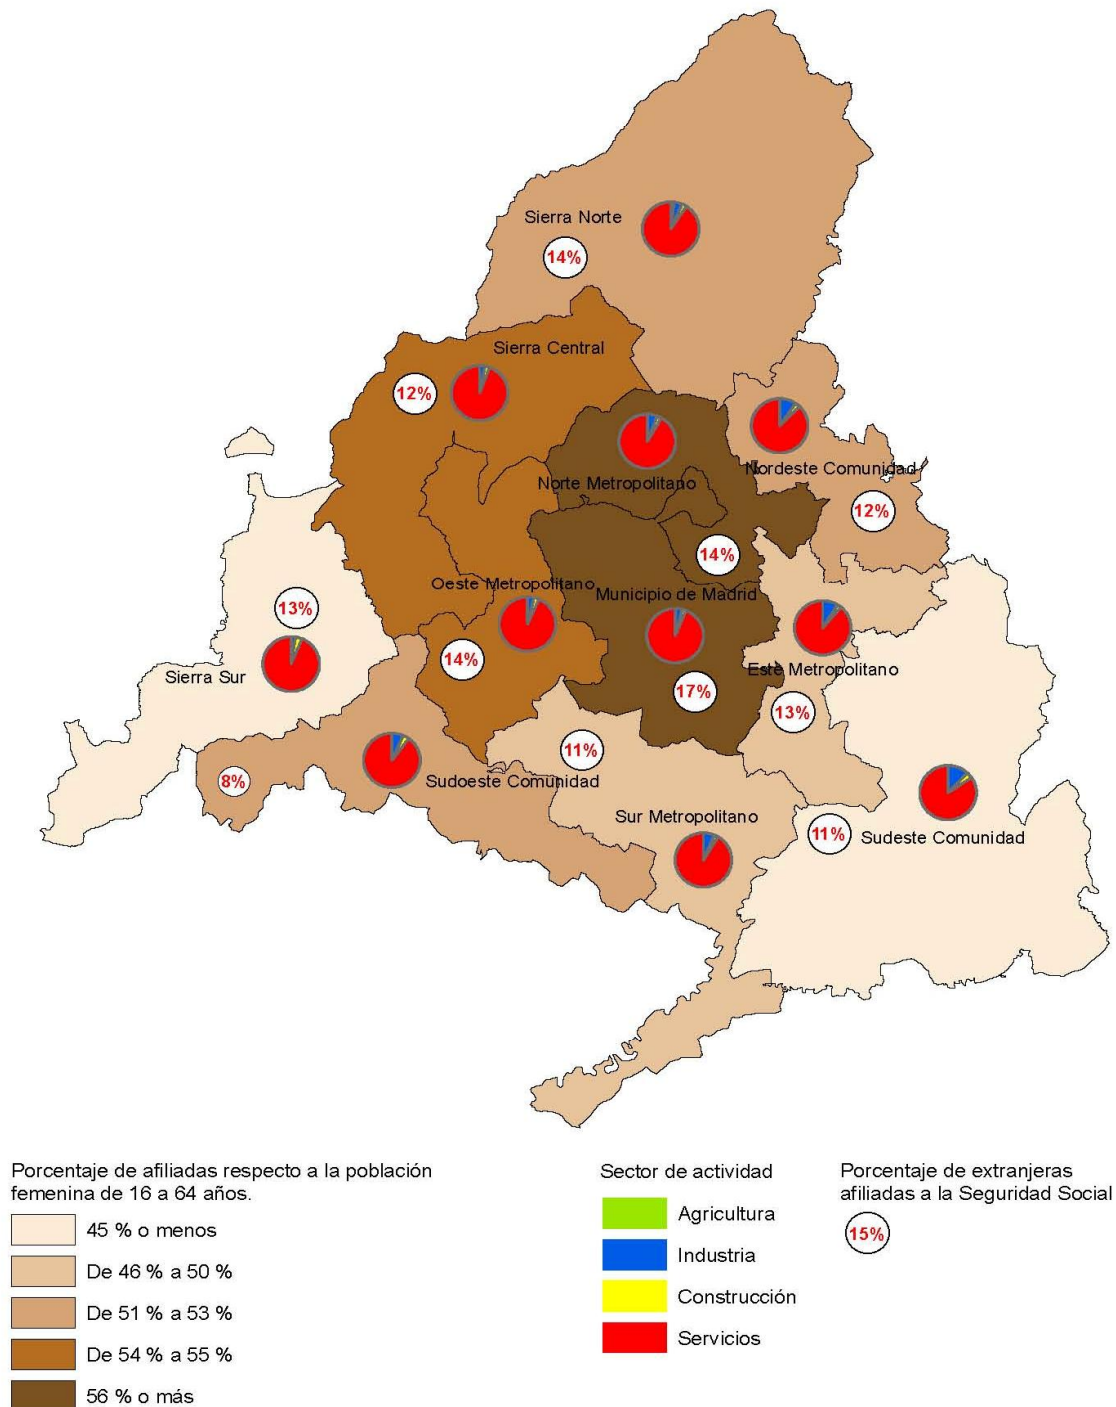 Sierra Norte
14%
Sierra Central
12%
Nordeste Comunidad
Norte Metropolitano
12%
14%
Oeste Metropolitano
Municipio de Madrid
13%
14%
Este Metropolitano
Sierra Sur
17%
13%
11%
8%
Sudoeste Comunidad
Sur Metropolitano
11%
Sudeste Comunidad
Porcentaje de afiliadas respecto a la población
femenina de 16 a 64 años.
45 % o menos
De 46 % a 50 %
De 51 % a 53 %
De 54 % a 55 %
56 % o más
Sector de actividad
Agricultura
Industria
Construcción
Servicios
Porcentaje de extranjeras
afiliadas a la Seguridad Social
15%